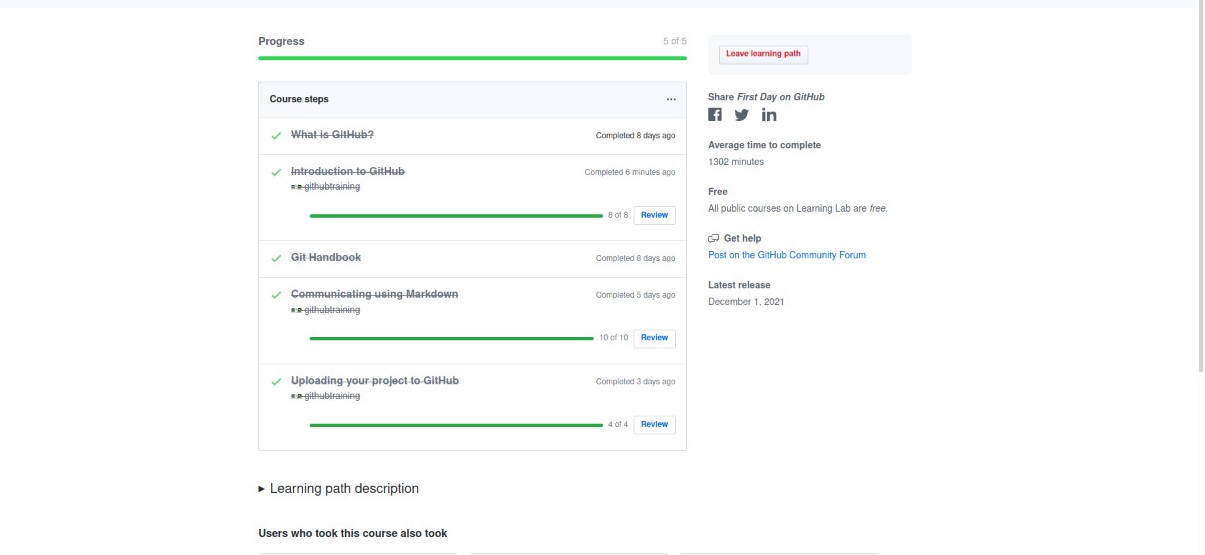 Progress 5 of 5
Course steps ...
What is GitHub? Completed 8 days ago
Introduction to GitHub Completed 6 minutes ago
githubtraining
8 of 8 Review
Git Handbook Completed 8 days ago
Communicating using Markdown Completed 5 days ago
githubtraining
10 of 10 Review
Uploading your project to GitHub Completed 3 days ago
githubtraining
4 of 4 Review
Learning path description
Users who took this course also took
Leave learning path
Share First Day on GitHub
Average time to complete
1302 minutes
Free
All public courses on Learning Lab are free.
Get help
Post on the GitHub Community Forum
Latest release
December 1, 2021